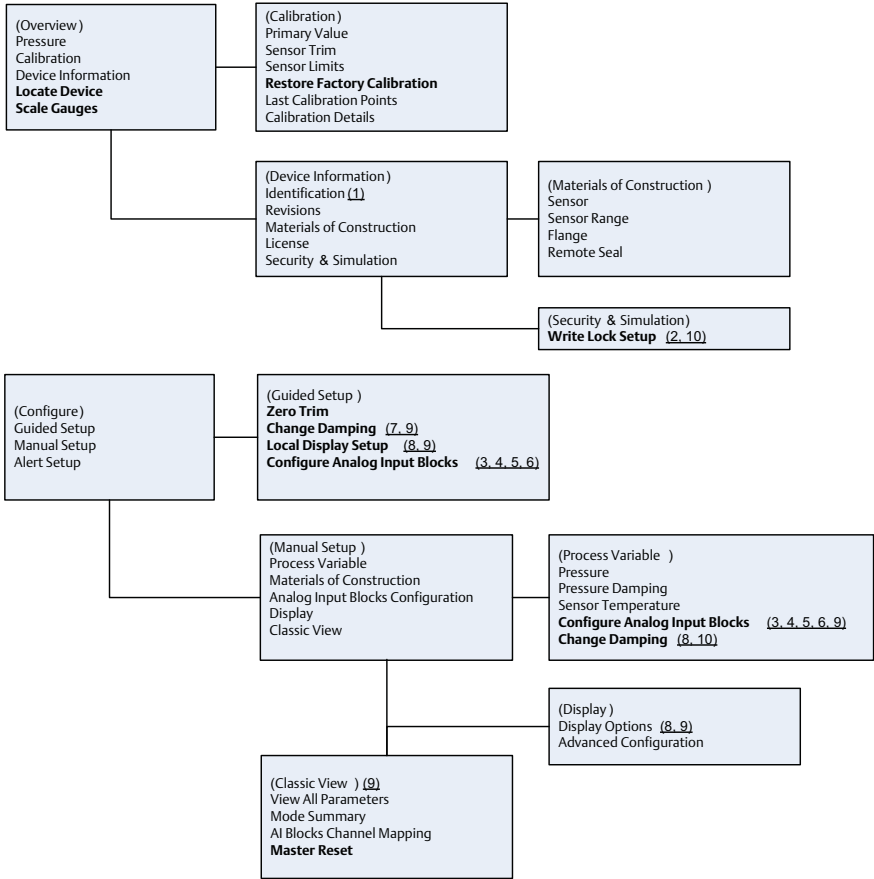 (Overview)
Pressure
Calibration
Device Information
Locate Device
Scale Gauges
(Calibration)
Primary Value
Sensor Trim
Sensor Limits
Restore Factory Calibration
Last Calibration Points
Calibration Details
(Device Information)
Identification (1)
Revisions
Materials of Construction
License
Security & Simulation
(Materials of Construction )
Sensor
Sensor Range
Flange
Remote Seal
(Security & Simulation)
Write Lock Setup (2, 10)
(Configure)
Guided Setup
Manual Setup
Alert Setup
(Guided Setup )
Zero Trim
Change Damping (7, 9)
Local Display Setup (8, 9)
Configure Analog Input Blocks (3, 4, 5, 6)
(Manual Setup )
Process Variable
Materials of Construction
Analog Input Blocks Configuration
Display
Classic View
(Process Variable )
Pressure
Pressure Damping
Sensor Temperature
Configure Analog Input Blocks (3, 4, 5, 6, 9)
Change Damping (8, 10)
(Display )
Display Options (8, 9)
Advanced Configuration
(Classic View ) (9)
View All Parameters
Mode Summary
AI Blocks Channel Mapping
Master Reset